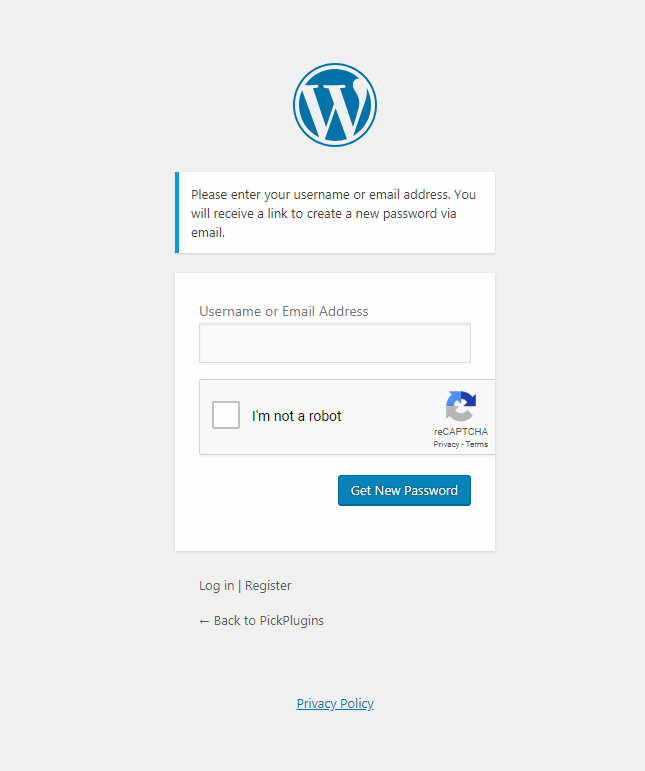 Please enter your username or email address. You
will receive a link to create a new password via
email.
Username or Email Address
I'm not a robot
reCAPTCHA
Privacy - Terms
Get New Password
Log in | Register
← Back to PickPlugins
Privacy Policy